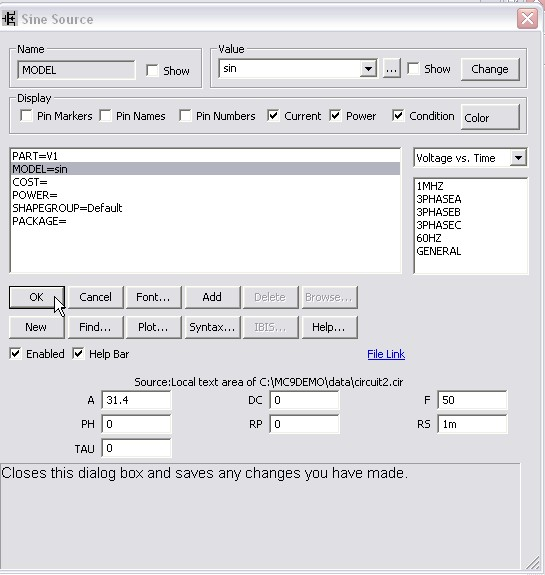 Sine Source
Name
MODEL Show
Value
sin ... Show Change
Display
Pin Markers Pin Names Pin Numbers Current Power Condition Color
PART=V1
MODEL=sin
COST=
POWER=
SHAPEGROUP=Default
PACKAGE=
Voltage vs. Time
1MHZ
3PHASEA
3PHASEB
3PHASEC
60HZ
GENERAL
OK Cancel Font... Add Delete Browse...
New Find... Plot... Syntax... IBIS... Help...
Enabled Help Bar File Link
Source:Local text area of C:\MC9DEMO\data\circuit2.cir
A 31.4 DC 0 F 50
PH 0 RP 0 RS 1m
TAU 0
Closes this dialog box and saves any changes you have made.